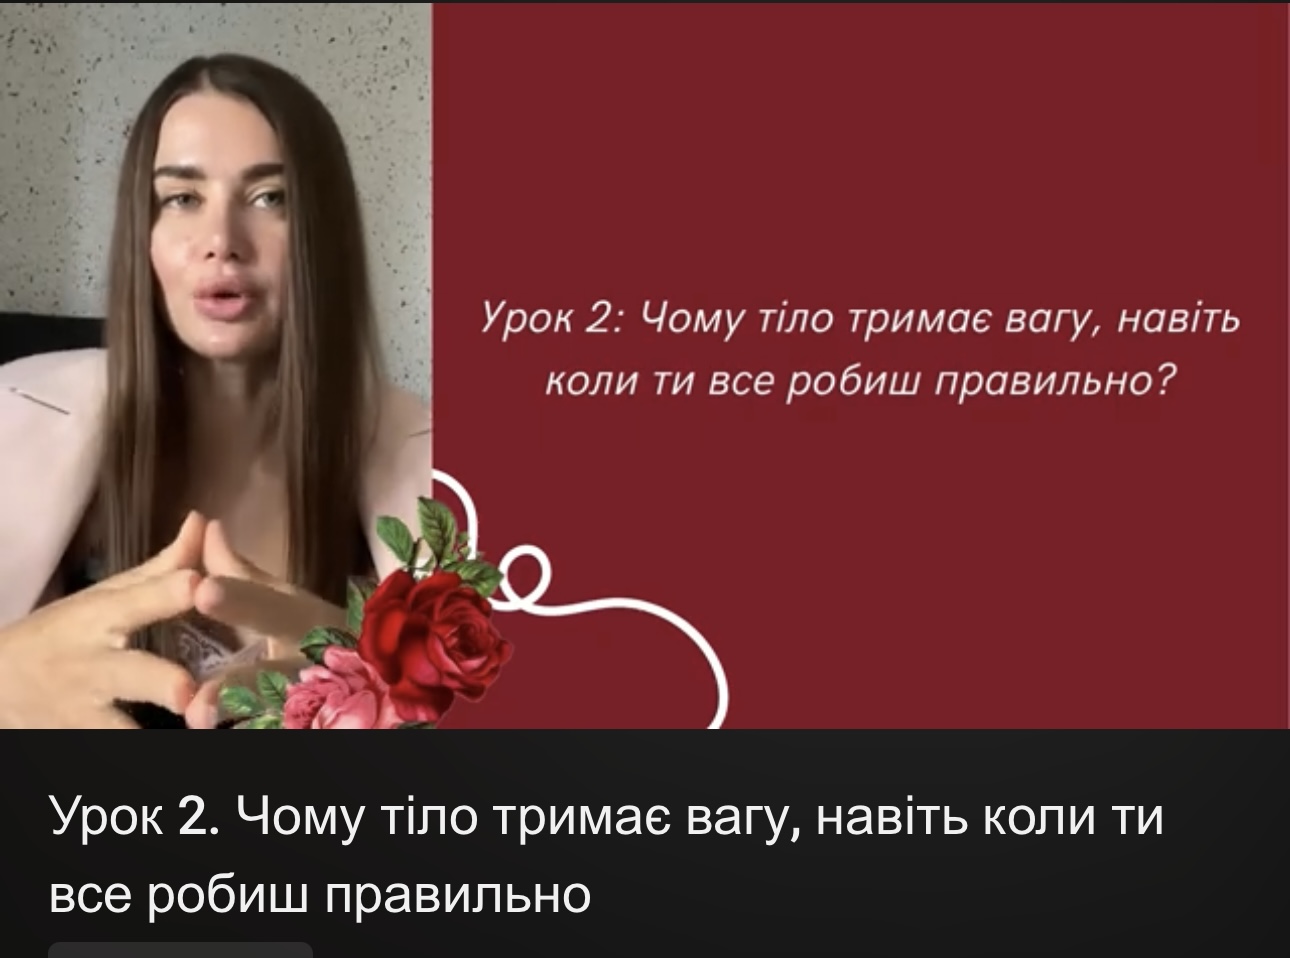 Урок 2: Чому тіло тримає вагу, навіть
коли ти все робиш правильно?
Урок 2. Чому тіло тримає вагу, навіть коли ти
все робиш правильно